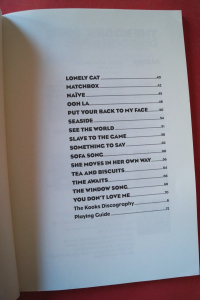 LONELY CAT
MATCHBOX
NAÏVE
OOH LA
PUT YOUR BACK TO MY FACE
SEASIDE
SEE THE WORLD
SLAVE TO THE GAME
SOMETHING TO SAY
SOFA SONG
SHE MOVES IN HER OWN WAY
TEA AND BISCUITS
TIME AWAITS
THE WINDOW SONG
YOU DON'T LOVE ME
The Kooks Discography
Playing Guide